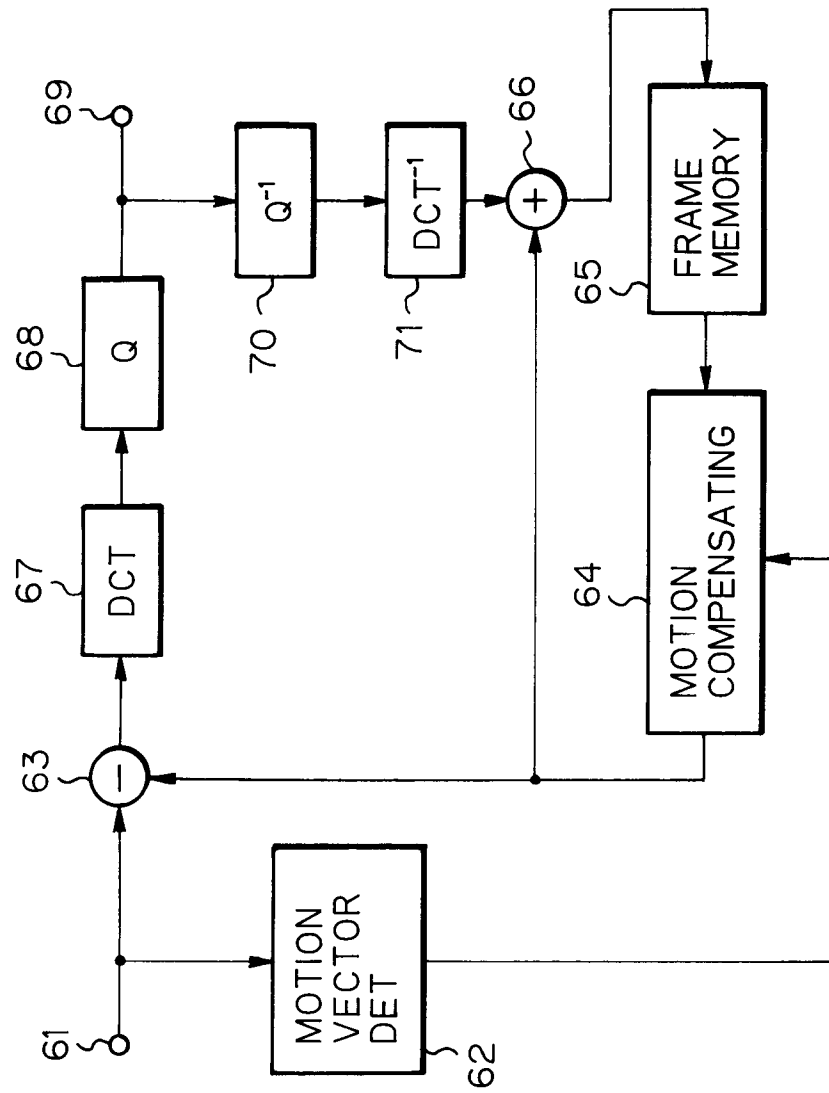 61
MOTION
VECTOR
DET
62
63
−
67
DCT
68
Q
69
70
Q⁻¹
71
DCT⁻¹
66
+
64
MOTION
COMPENSATING
65
FRAME
MEMORY